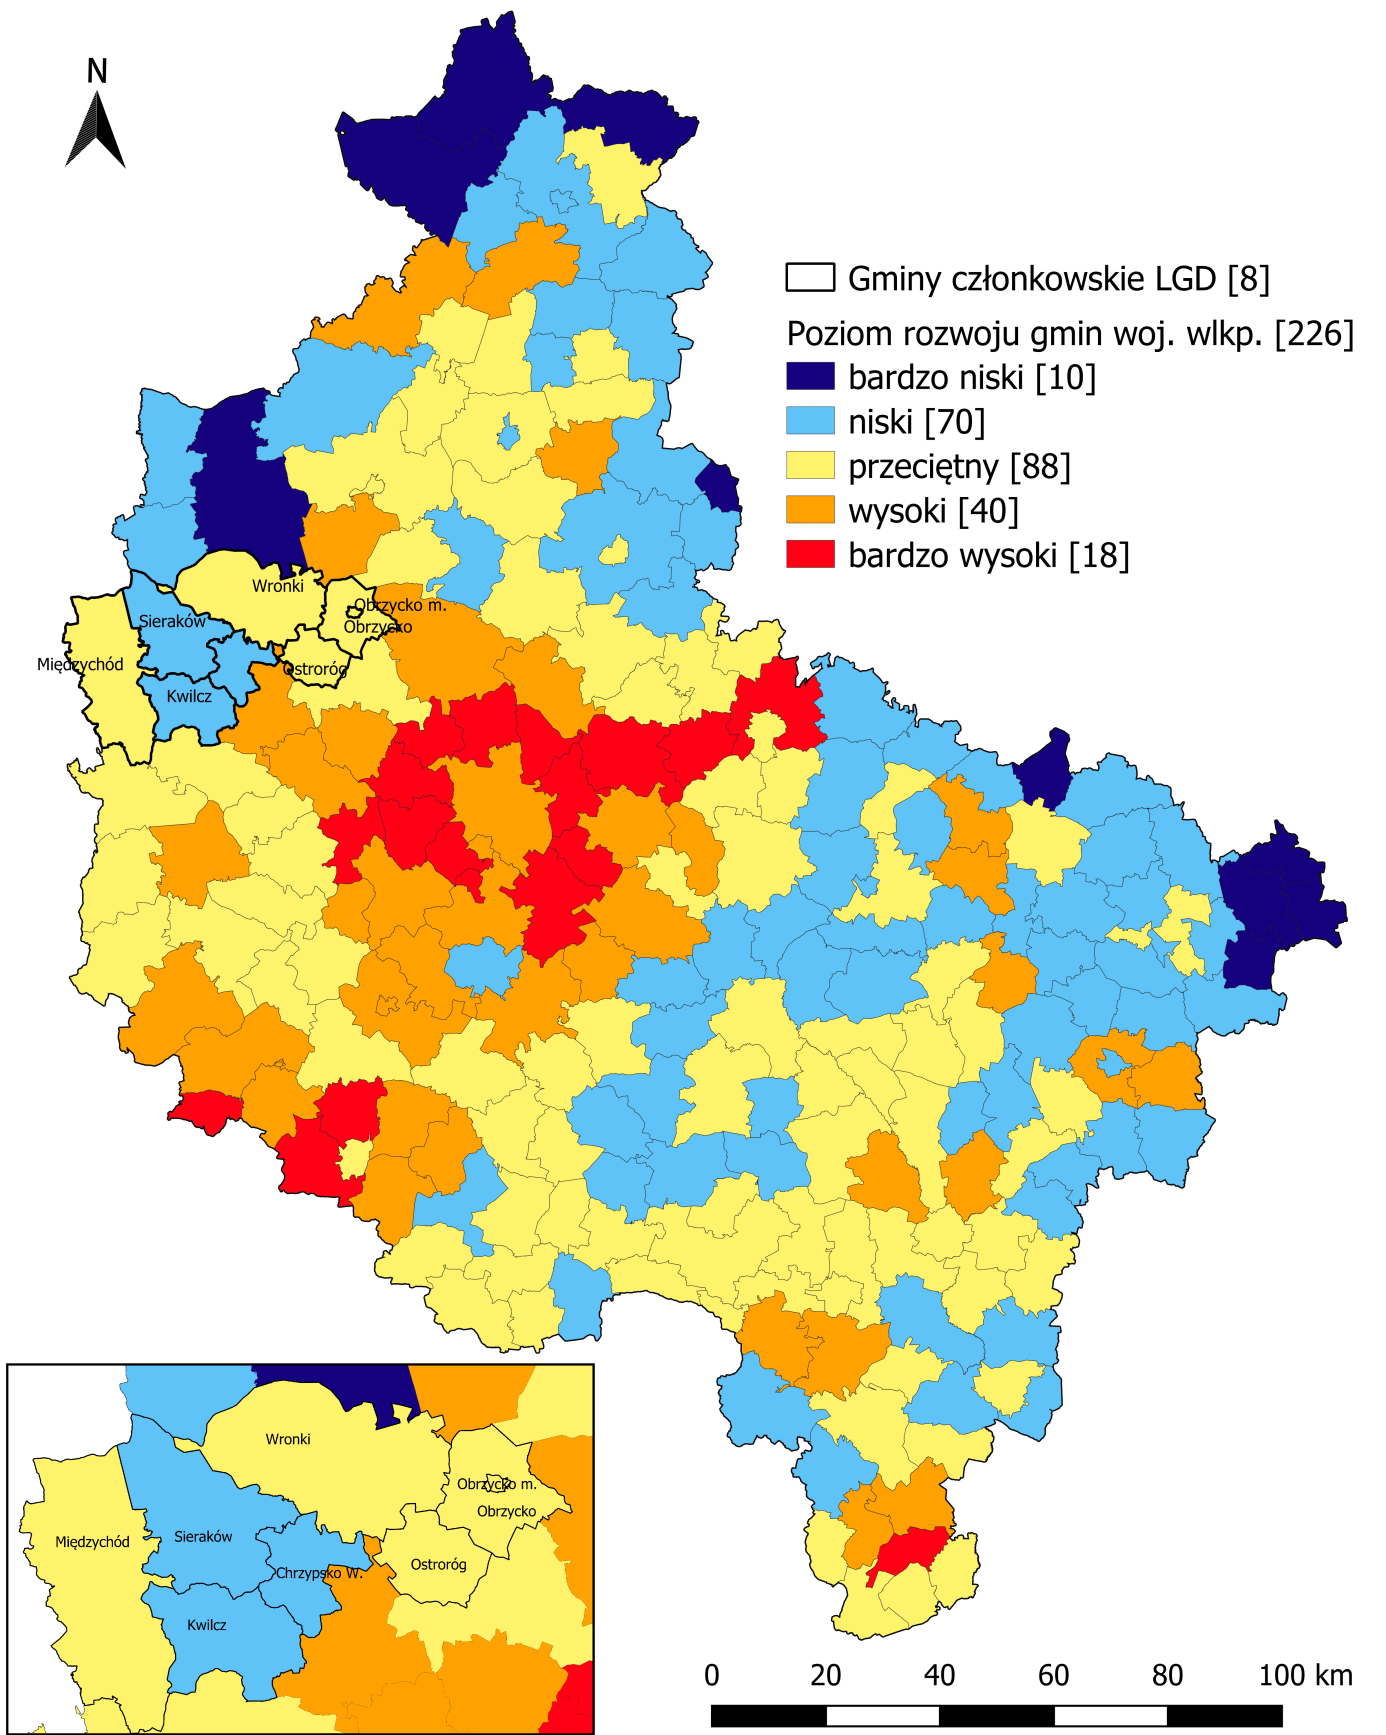 N
Gminy członkowskie LGD [8]
Poziom rozwoju gmin woj. wlkp. [226]
bardzo niski [10]
niski [70]
przeciętny [88]
wysoki [40]
bardzo wysoki [18]
Wronki
Obrzycko m.
Sieraków
Obrzycko
Międzychód
Ostroróg
Kwilcz
Wronki
Obrzycko m.
Obrzycko
Sieraków
Międzychód
Ostroróg
Chrzypsko W.
Kwilcz
0 20 40 60 80 100 km